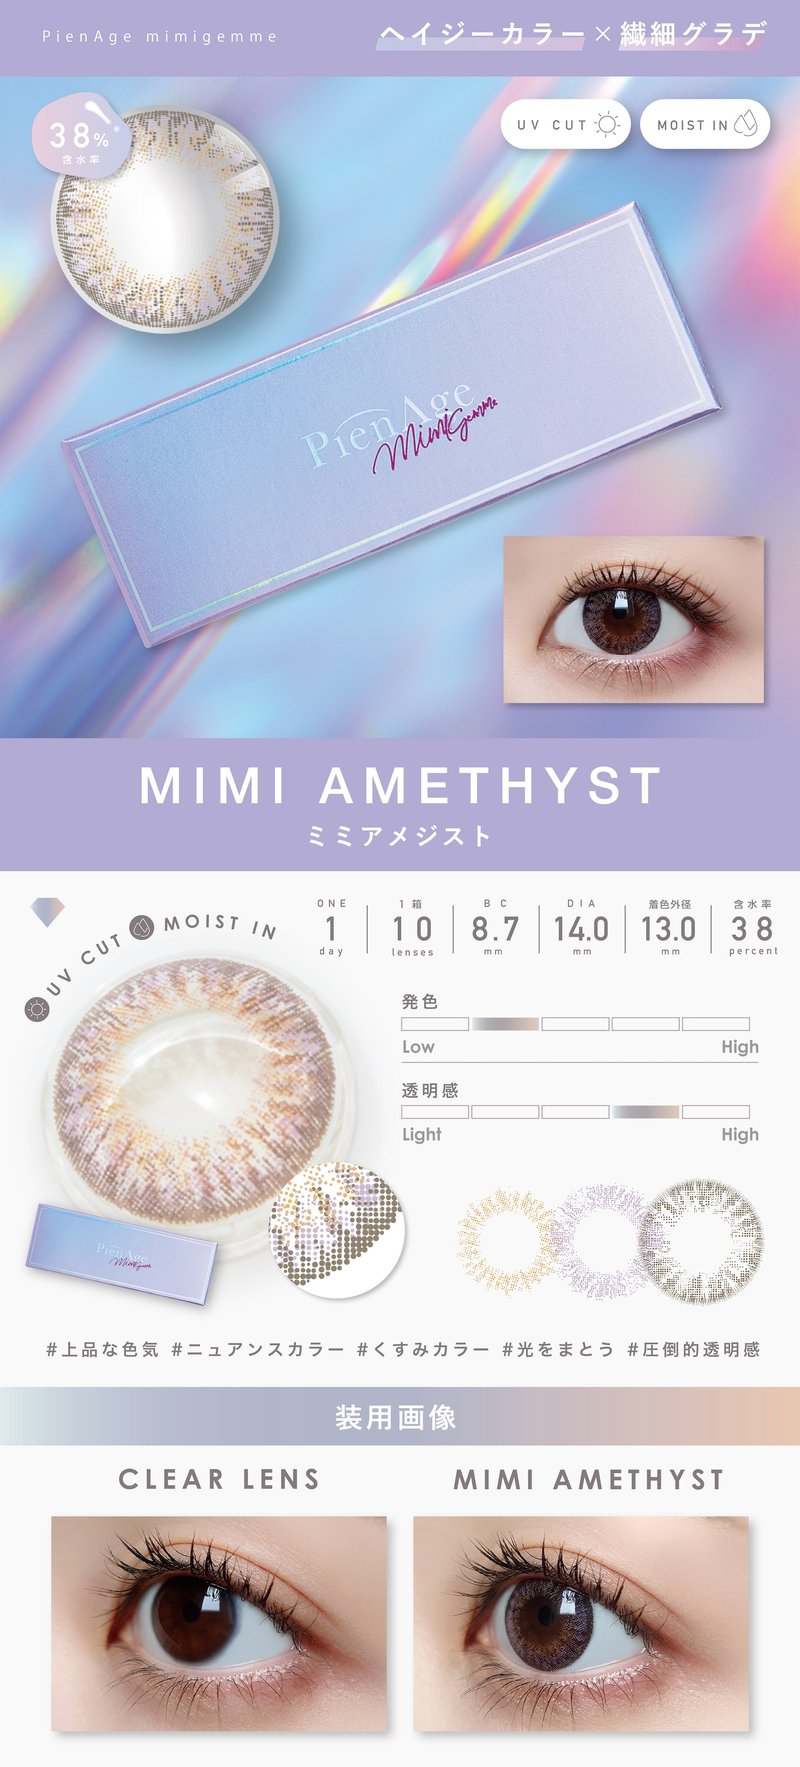 PienAge mimigemme
ヘイジーカラー×繊細グラデ
38%
含水率
UV CUT
MOIST IN
PienAge
MimiGemme
MIMI AMETHYST
ミミアメジスト
UV CUT MOIST IN
ONE 1 day
1箱 10 lenses
BC 8.7 mm
DIA 14.0 mm
着色外径 13.0 mm
含水率 38 percent
発色
Low High
透明感
Light High
PienAge
MimiGemme
#上品な色気 #ニュアンスカラー #くすみカラー #光をまとう #圧倒的透明感
装用画像
CLEAR LENS
MIMI AMETHYST